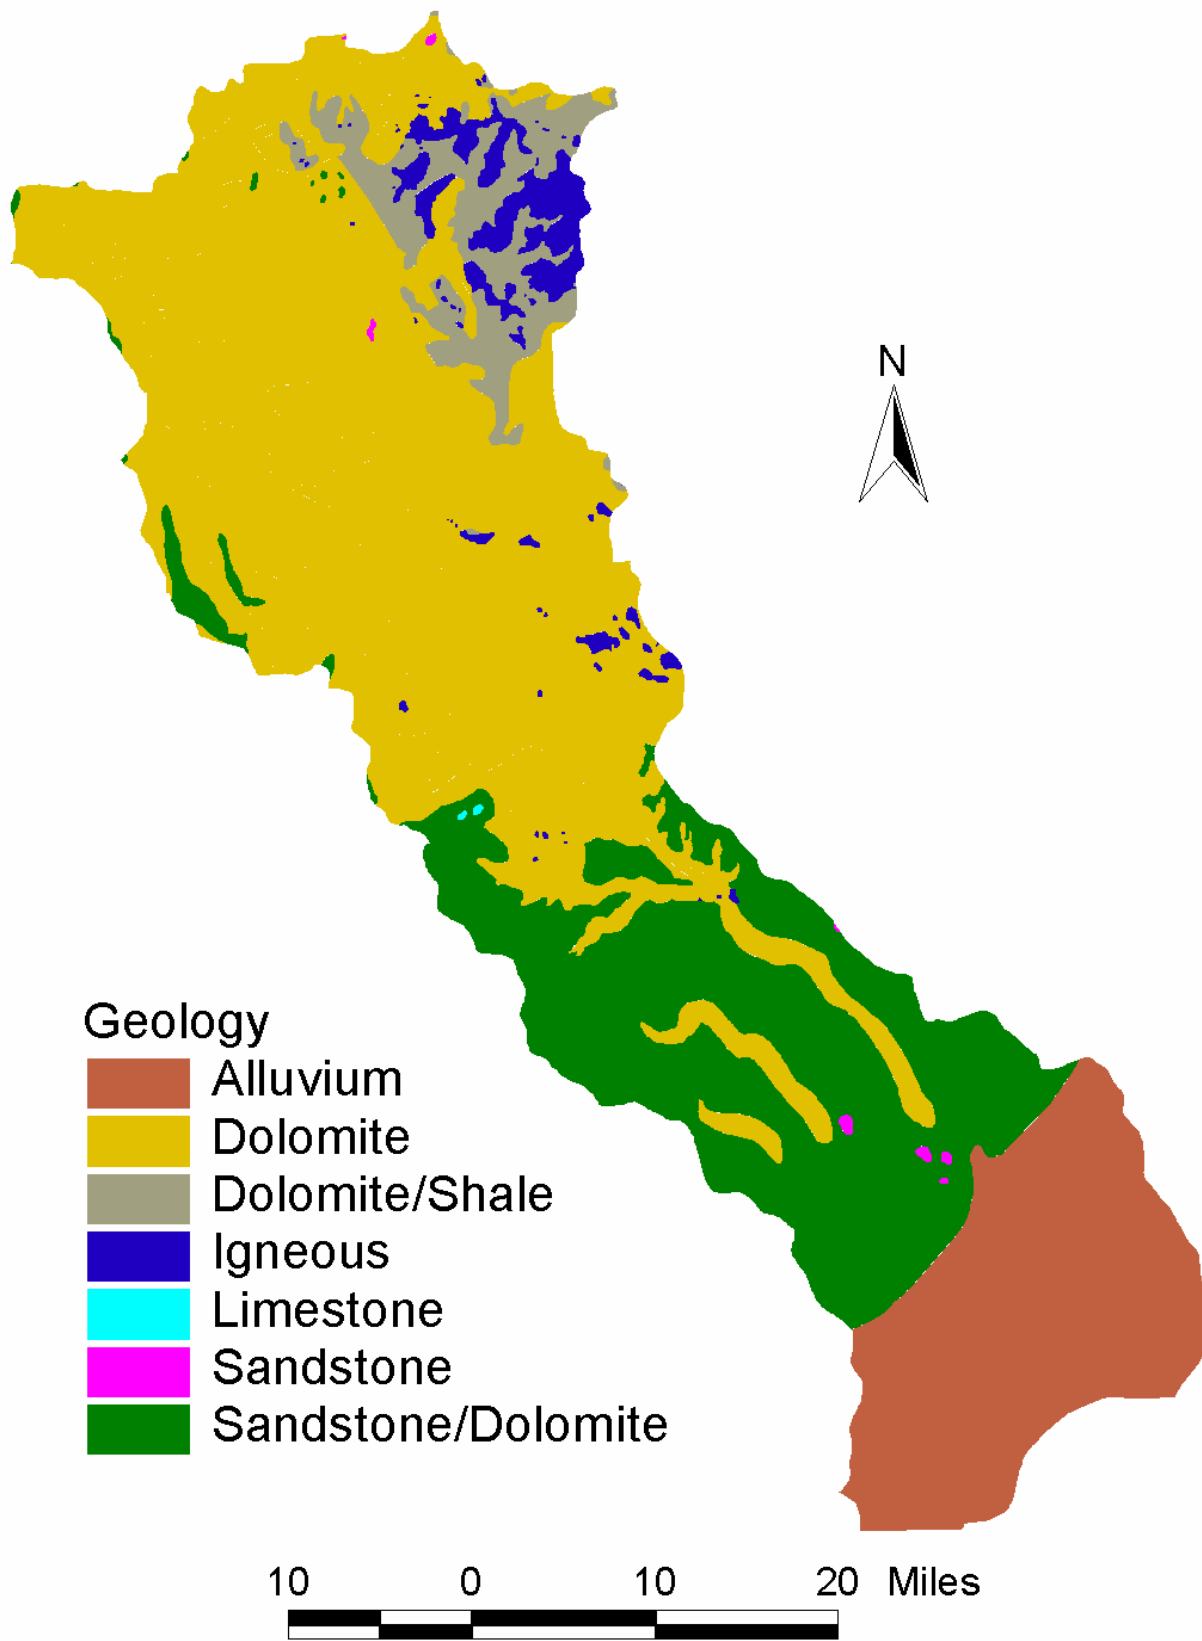 N
Geology
Alluvium
Dolomite
Dolomite/Shale
Igneous
Limestone
Sandstone
Sandstone/Dolomite
10 0 10 20 Miles